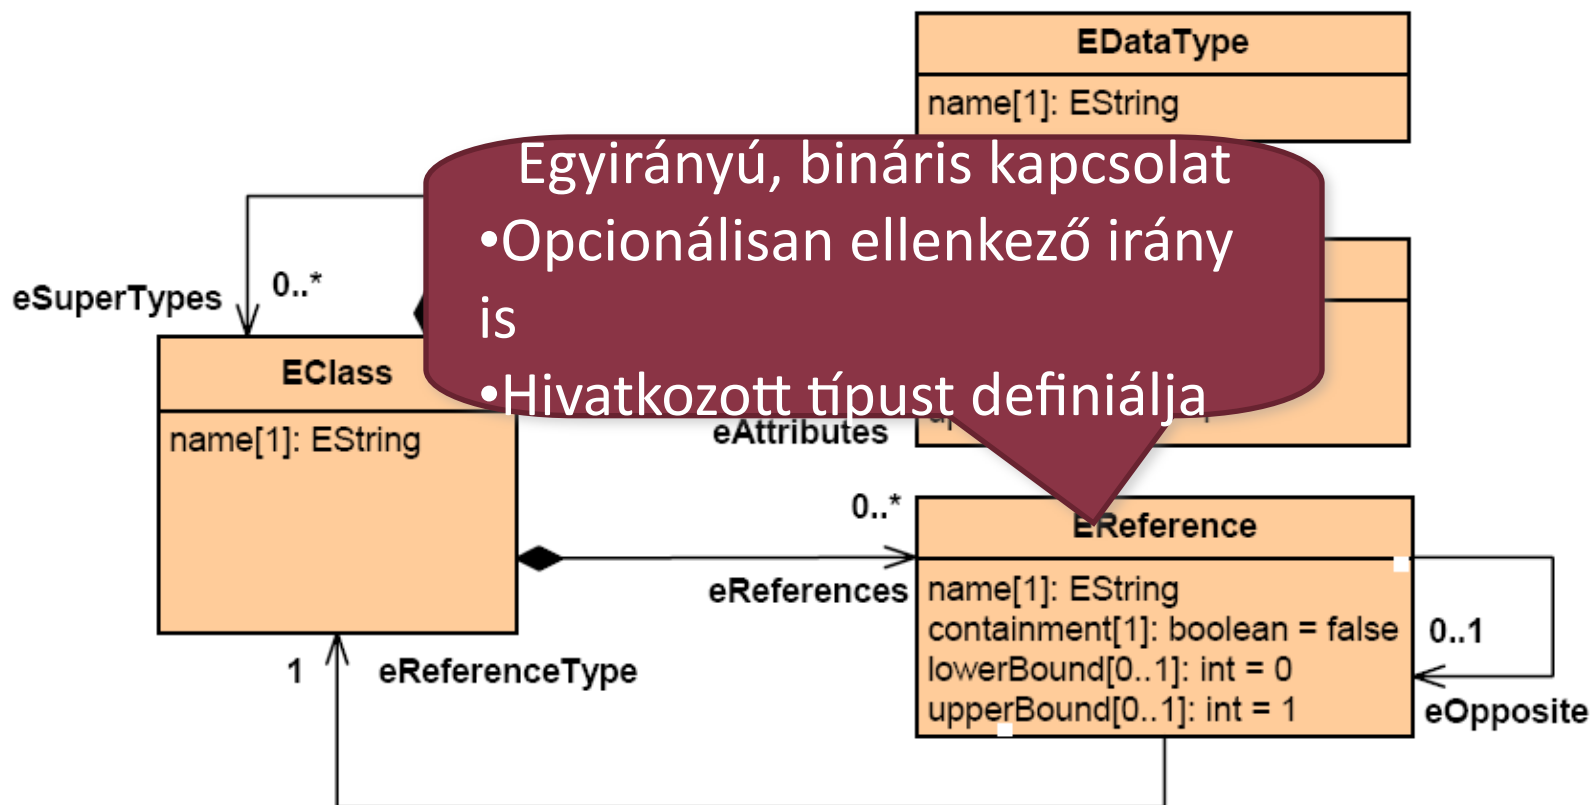 EDataType
name[1]: EString
Egyirányú, bináris kapcsolat
•Opcionálisan ellenkező irány
is
•Hivatkozott típust definiálja
0..*
eSuperTypes
EClass
name[1]: EString
eAttributes
0..*
eReferences
EReference
name[1]: EString
containment[1]: boolean = false
lowerBound[0..1]: int = 0
upperBound[0..1]: int = 1
0..1
eOpposite
1
eReferenceType